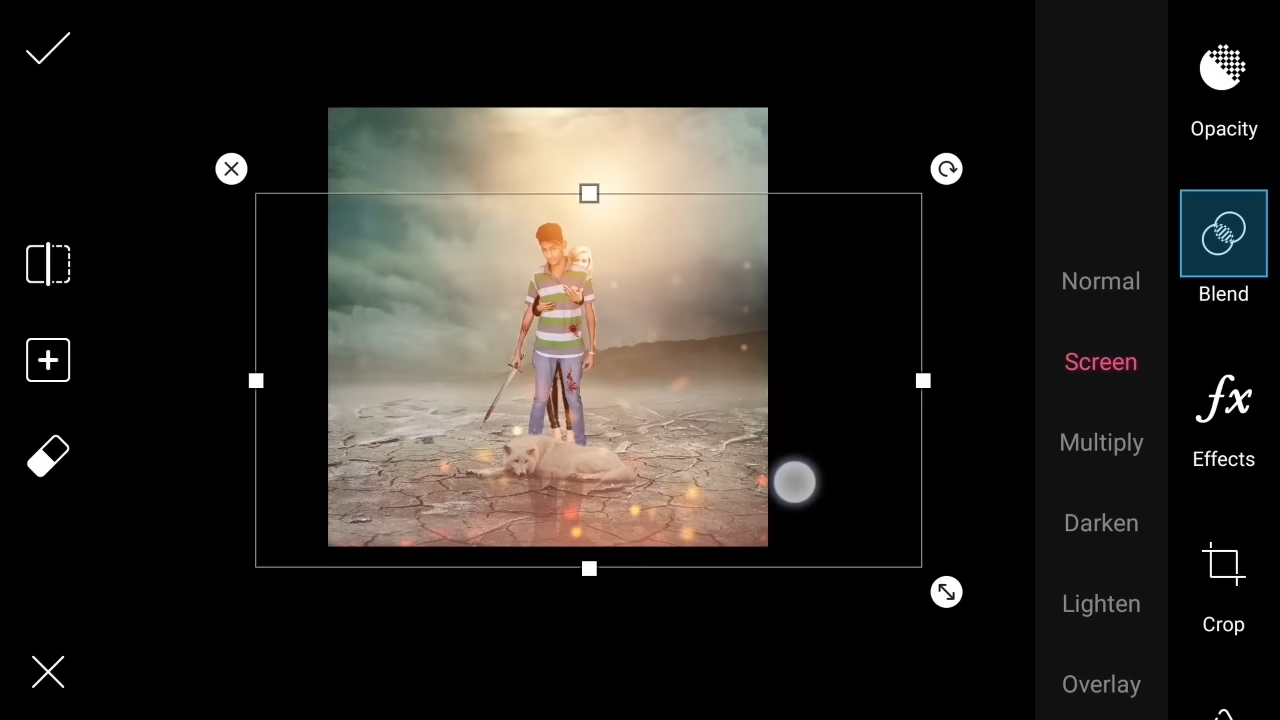 Opacity
Blend
Effects
Crop
Normal
Screen
Multiply
Darken
Lighten
Overlay